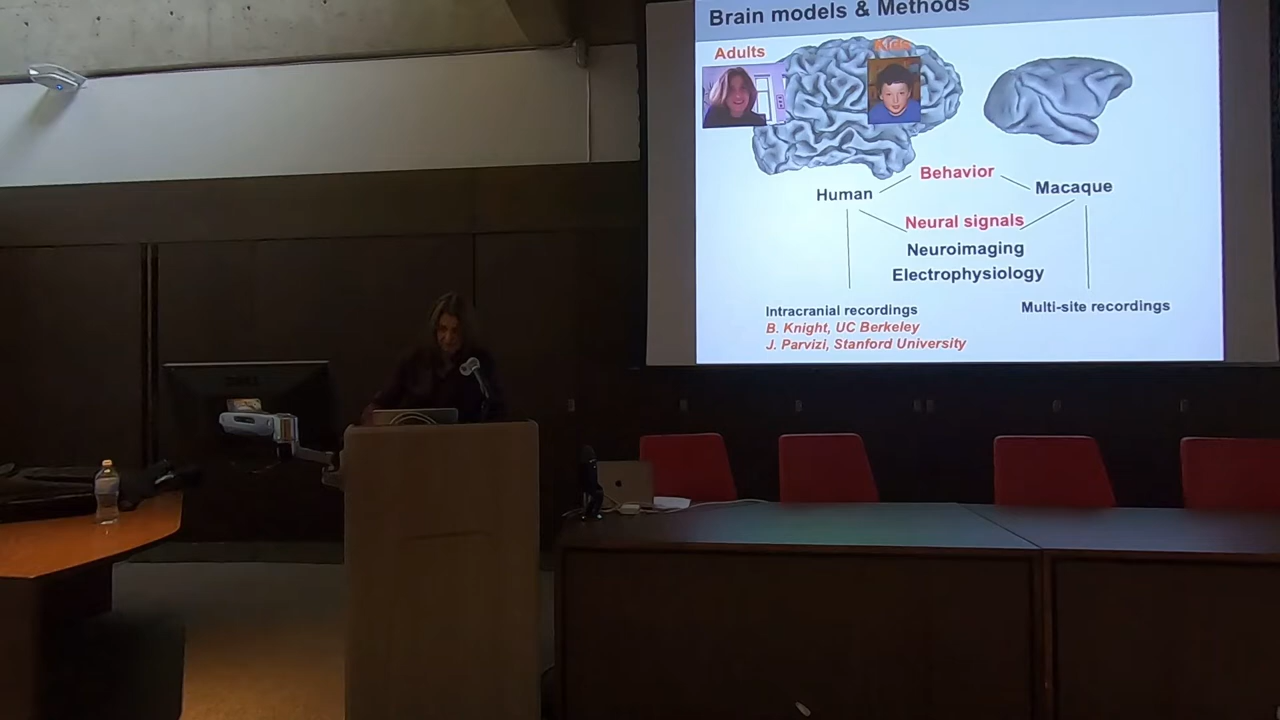 Brain models & Methods
Adults
Kids
Behavior
Human
Macaque
Neural signals
Neuroimaging
Electrophysiology
Intracranial recordings
Multi-site recordings
B. Knight, UC Berkeley
J. Parvizi, Stanford University